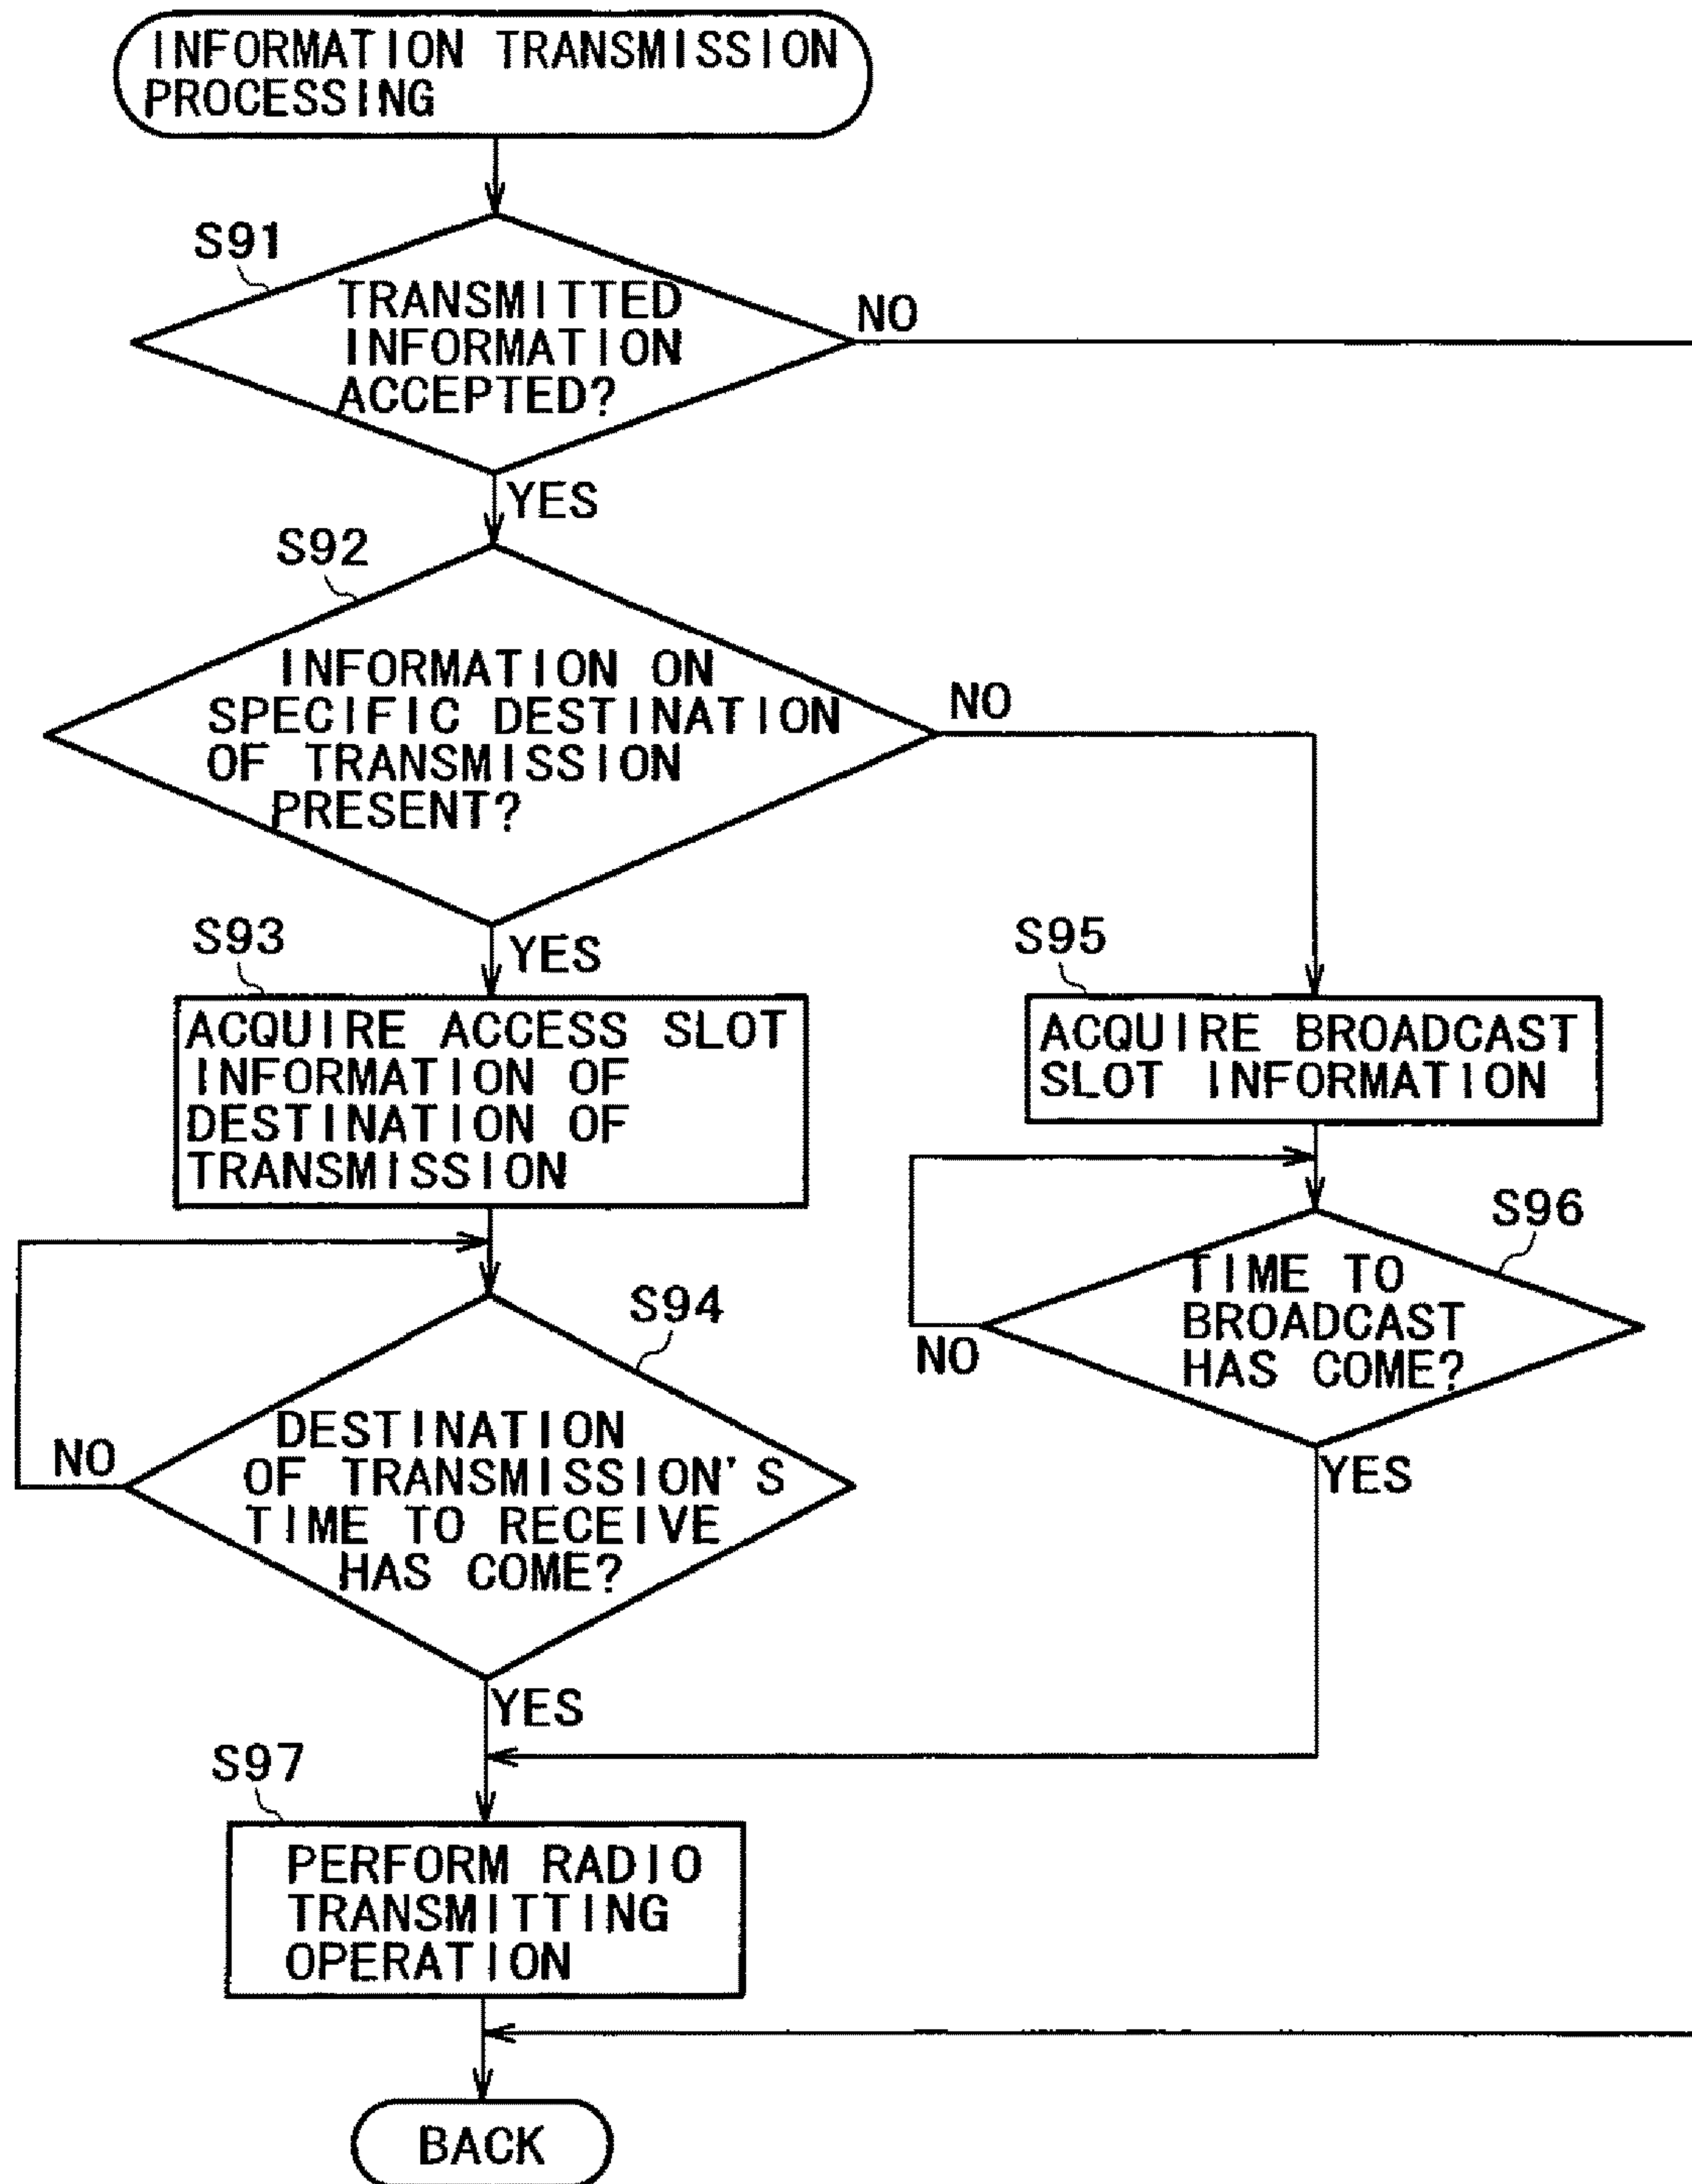 INFORMATION TRANSMISSION
PROCESSING
S91
TRANSMITTED
INFORMATION
ACCEPTED?
NO
YES
S92
INFORMATION ON
SPECIFIC DESTINATION
OF TRANSMISSION
PRESENT?
NO
YES
S93
ACQUIRE ACCESS SLOT
INFORMATION OF
DESTINATION OF
TRANSMISSION
S95
ACQUIRE BROADCAST
SLOT INFORMATION
S96
TIME TO
BROADCAST
HAS COME?
NO
YES
S94
DESTINATION
OF TRANSMISSION'S
TIME TO RECEIVE
HAS COME?
NO
YES
S97
PERFORM RADIO
TRANSMITTING
OPERATION
BACK